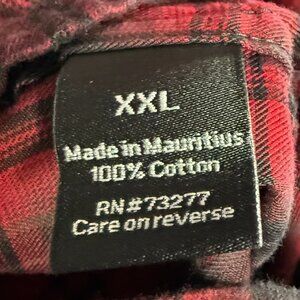 XXL
Made in Mauritius
100% Cotton
RN#73277
Care on reverse